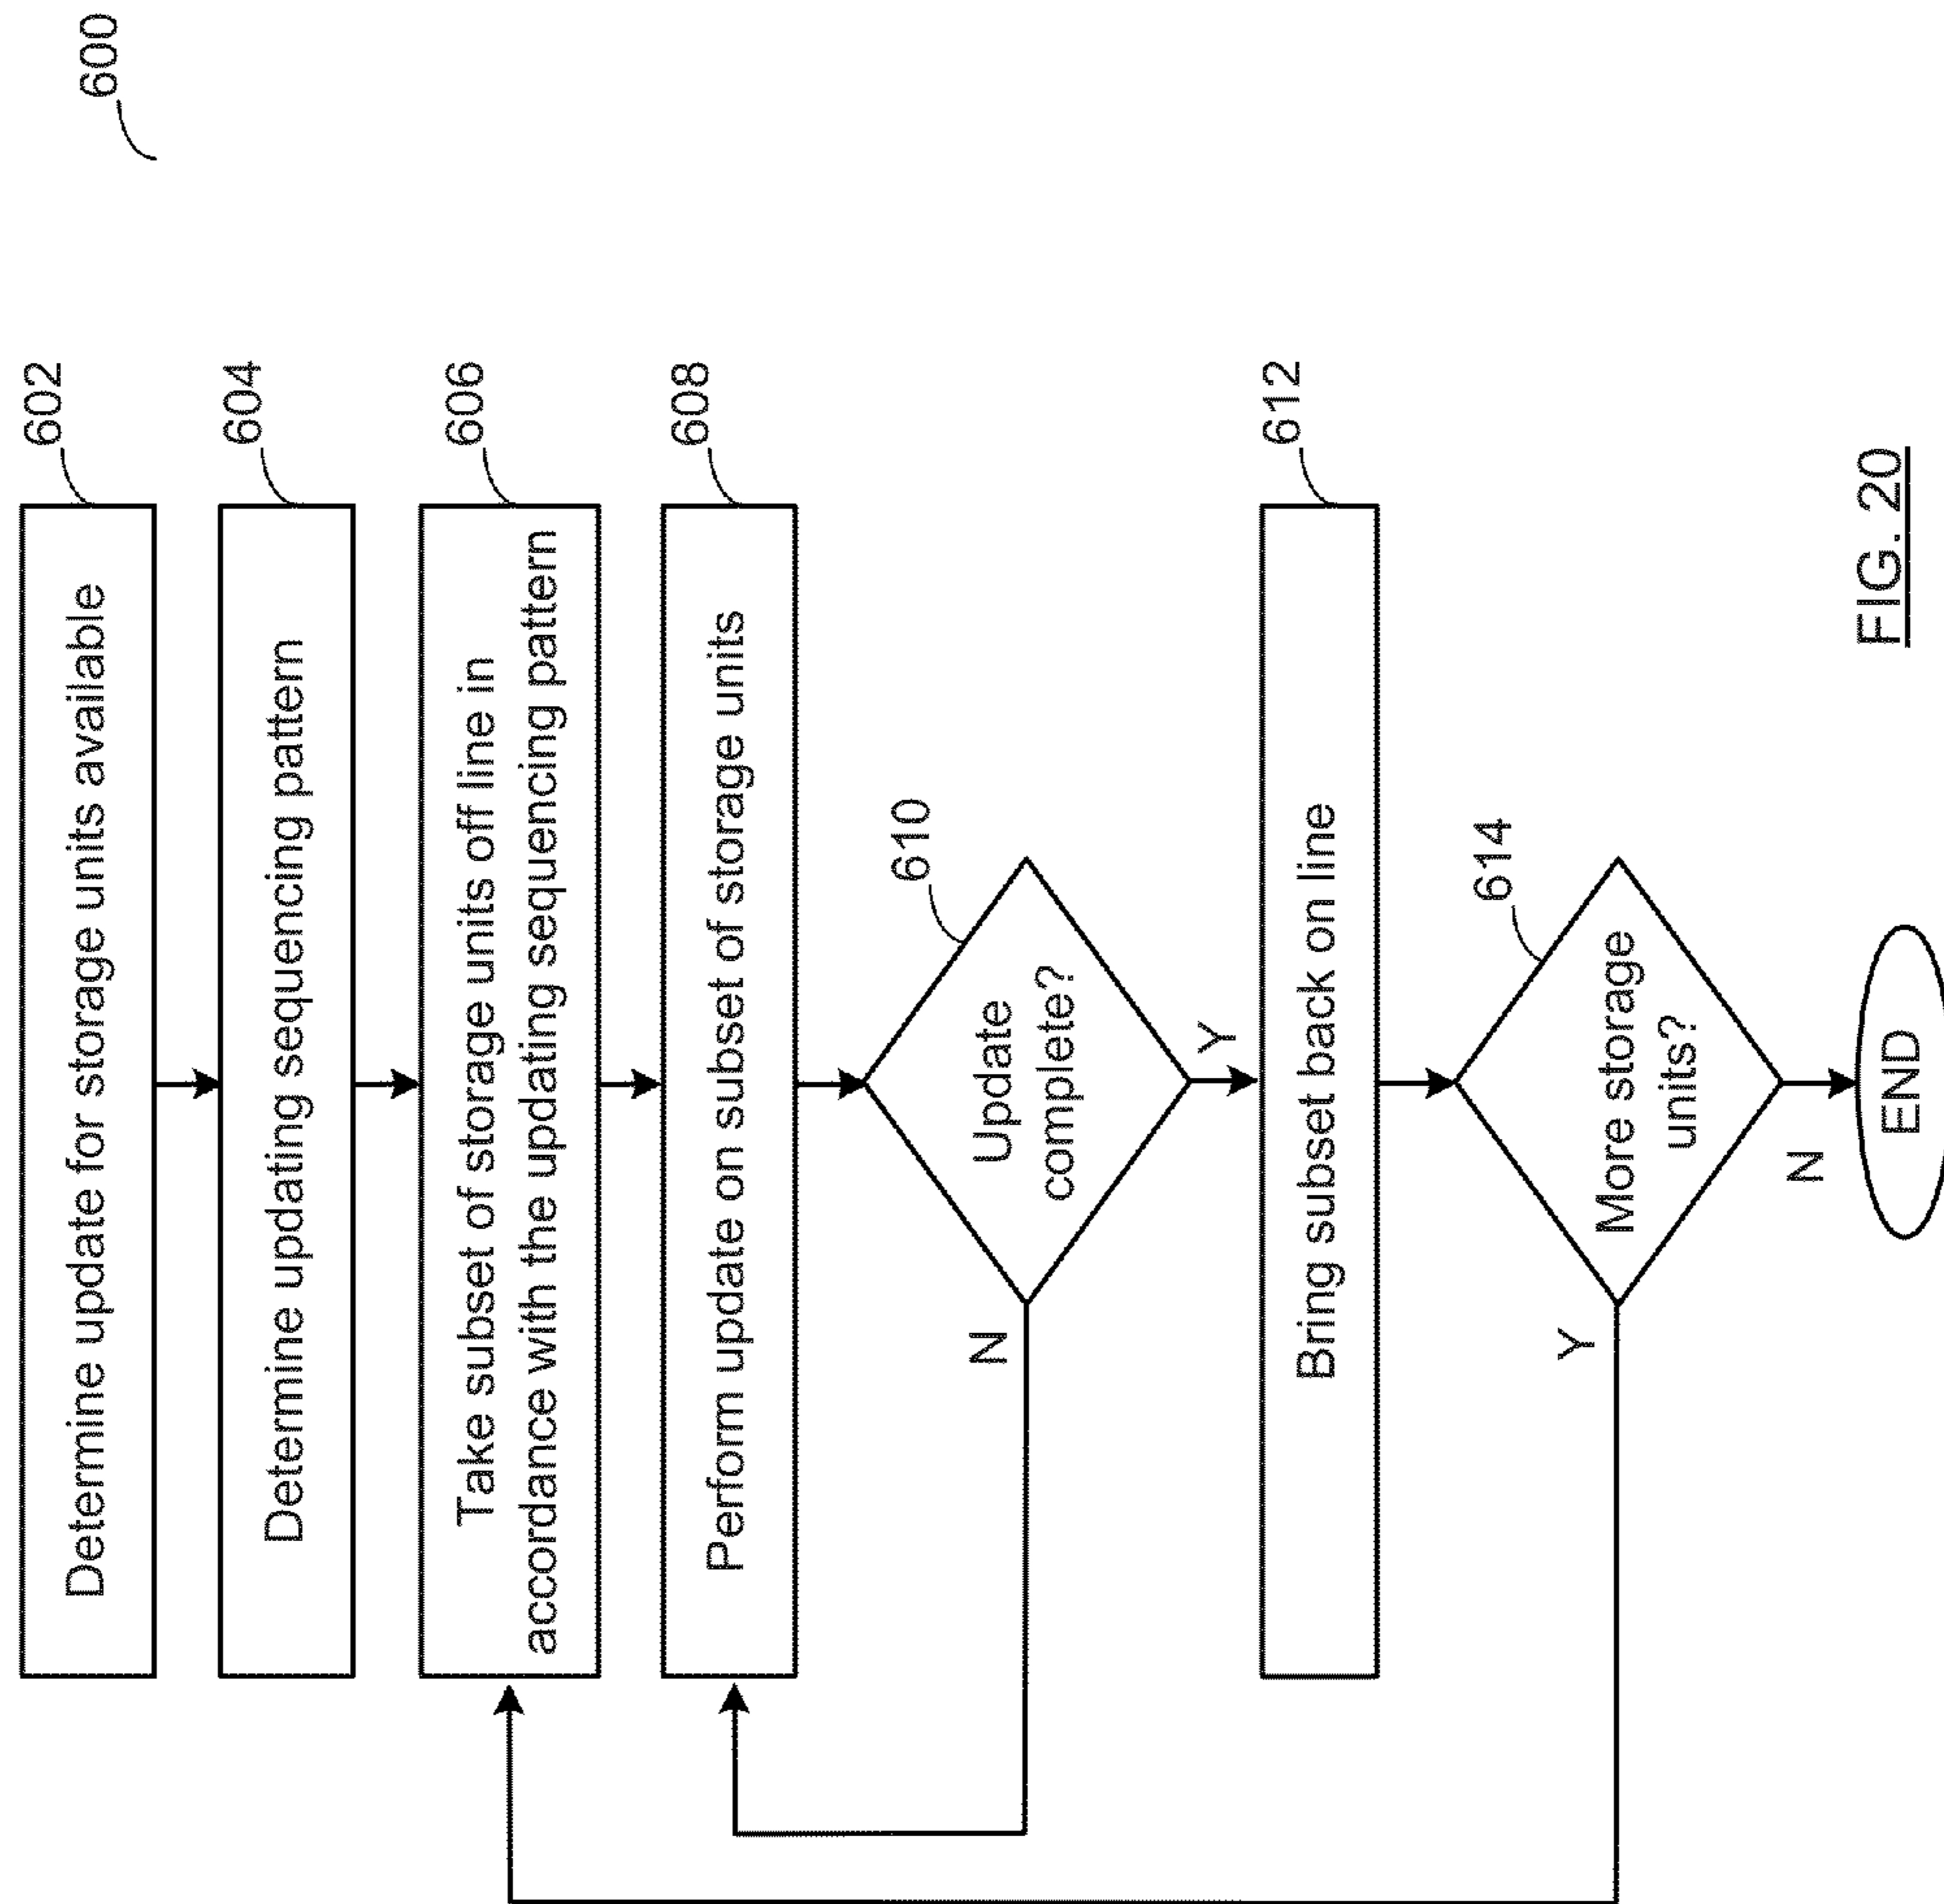 600
602
Determine update for storage units available
604
Determine updating sequencing pattern
606
Take subset of storage units off line in
accordance with the updating sequencing pattern
608
Perform update on subset of storage units
610
Update
complete?
N
Y
612
Bring subset back on line
614
More storage
units?
Y
N
END
FIG. 20